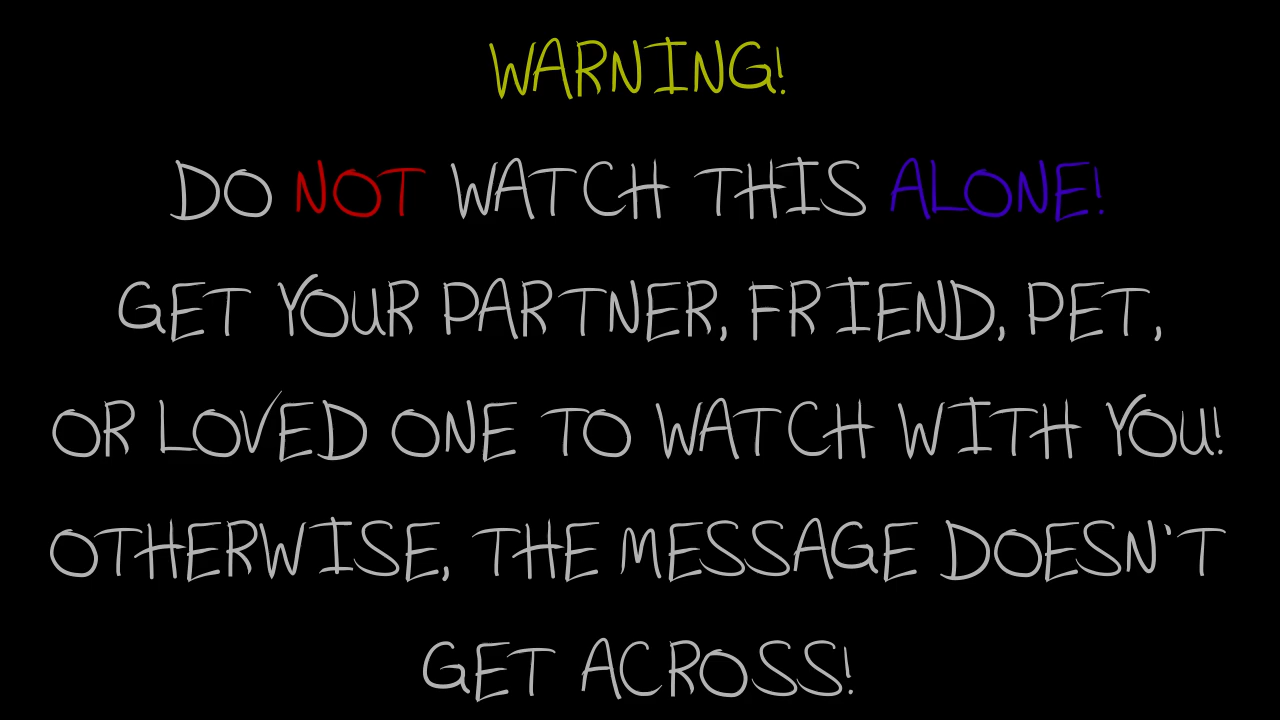 WARNING!
DO NOT WATCH THIS ALONE!
GET YOUR PARTNER, FRIEND, PET,
OR LOVED ONE TO WATCH WITH YOU!
OTHERWISE, THE MESSAGE DOESN'T
GET ACROSS!